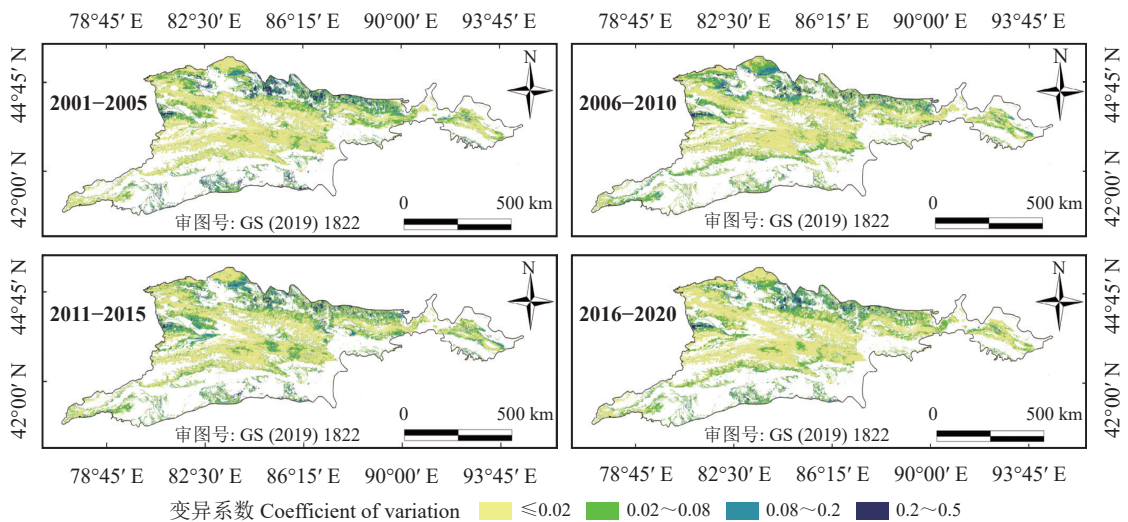 78°45′ E 82°30′ E 86°15′ E 90°00′ E 93°45′ E 78°45′ E 82°30′ E 86°15′ E 90°00′ E 93°45′ E
44°45′ N
42°00′ N
2001−2005
N
0 500 km
审图号: GS (2019) 1822
2006−2010
N
0 500 km
审图号: GS (2019) 1822
44°45′ N
42°00′ N
44°45′ N
42°00′ N
2011−2015
N
0 500 km
审图号: GS (2019) 1822
2016−2020
N
0 500 km
审图号: GS (2019) 1822
44°45′ N
42°00′ N
78°45′ E 82°30′ E 86°15′ E 90°00′ E 93°45′ E 78°45′ E 82°30′ E 86°15′ E 90°00′ E 93°45′ E
变异系数 Coefficient of variation ≤0.02 0.02～0.08 0.08～0.2 0.2～0.5